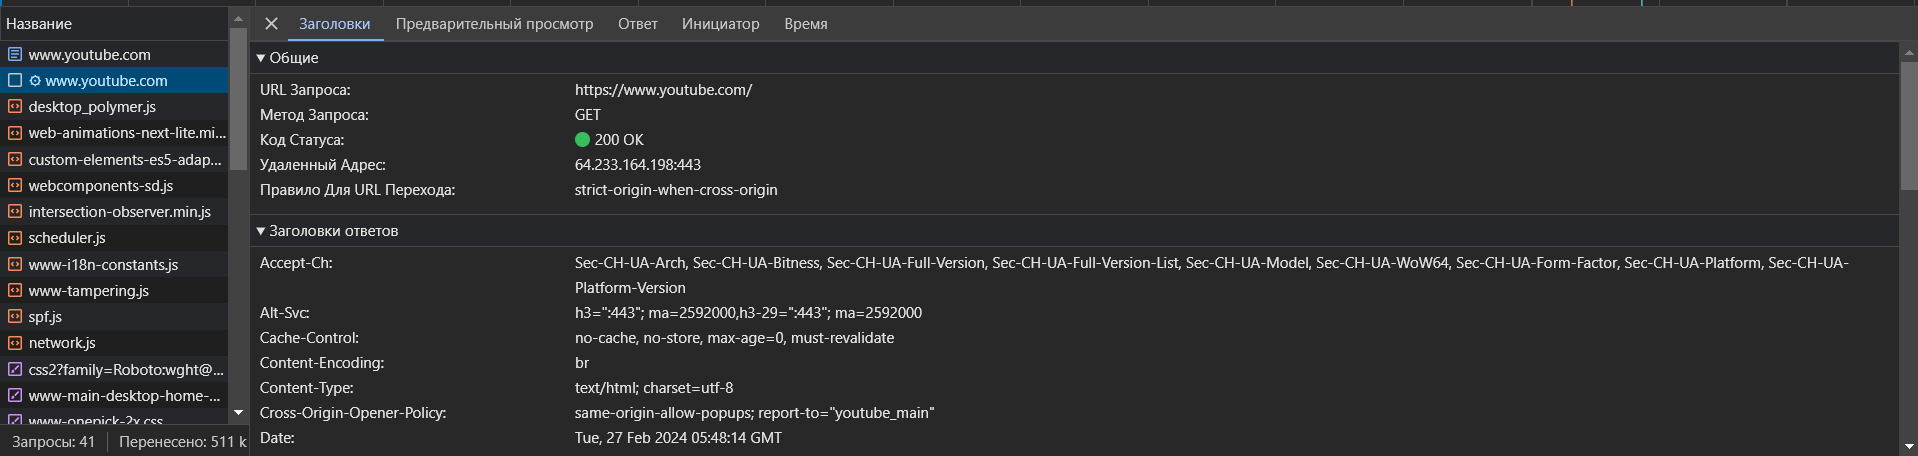 Название
www.youtube.com
www.youtube.com
desktop_polymer.js
web-animations-next-lite.mi...
custom-elements-es5-adap...
webcomponents-sd.js
intersection-observer.min.js
scheduler.js
www-i18n-constants.js
www-tampering.js
spf.js
network.js
css2?family=Roboto:wght@...
www-main-desktop-home-...
www-onepick-2x.css
Запросы: 41 Перенесено: 511 k
Заголовки Предварительный просмотр Ответ Инициатор Время
Общие
URL Запроса: https://www.youtube.com/
Метод Запроса: GET
Код Статуса: 200 OK
Удаленный Адрес: 64.233.164.198:443
Правило Для URL Перехода: strict-origin-when-cross-origin
Заголовки ответов
Accept-Ch: Sec-CH-UA-Arch, Sec-CH-UA-Bitness, Sec-CH-UA-Full-Version, Sec-CH-UA-Full-Version-List, Sec-CH-UA-Model, Sec-CH-UA-WoW64, Sec-CH-UA-Form-Factor, Sec-CH-UA-Platform, Sec-CH-UA-
Platform-Version
Alt-Svc: h3=":443"; ma=2592000,h3-29=":443"; ma=2592000
Cache-Control: no-cache, no-store, max-age=0, must-revalidate
Content-Encoding: br
Content-Type: text/html; charset=utf-8
Cross-Origin-Opener-Policy: same-origin-allow-popups; report-to="youtube_main"
Date: Tue, 27 Feb 2024 05:48:14 GMT